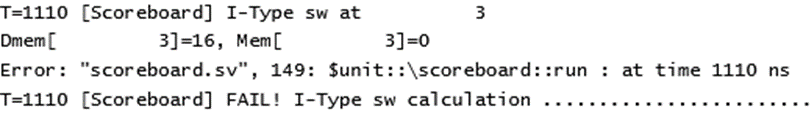 T=1110 [Scoreboard] I-Type sw at           3
Dmem[          3]=16, Mem[          3]=0
Error: "scoreboard.sv", 149: $unit::\scoreboard::run : at time 1110 ns
T=1110 [Scoreboard] FAIL! I-Type sw calculation ........................